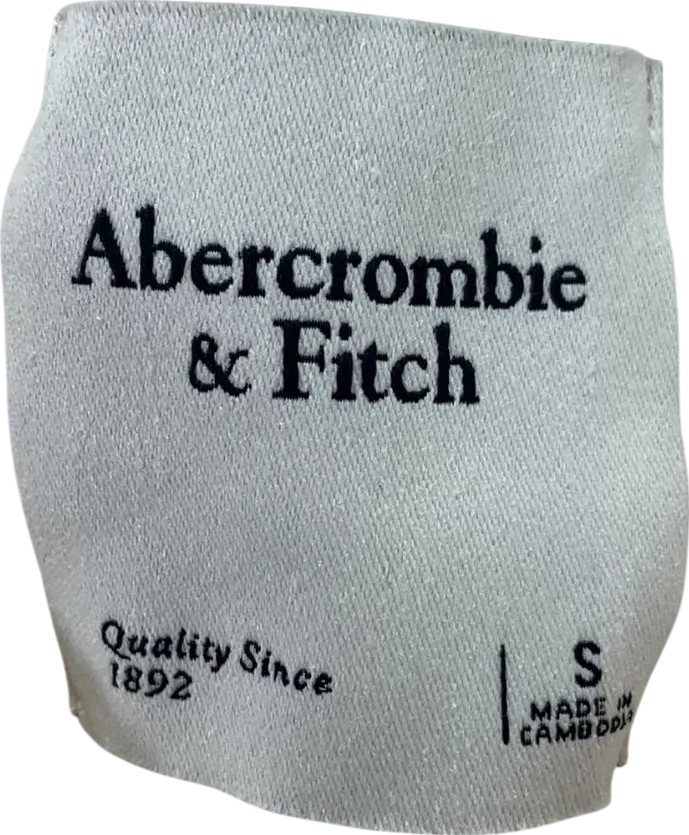 Abercrombie
& Fitch
Quality Since
1892
S
MADE IN
CAMBODIA